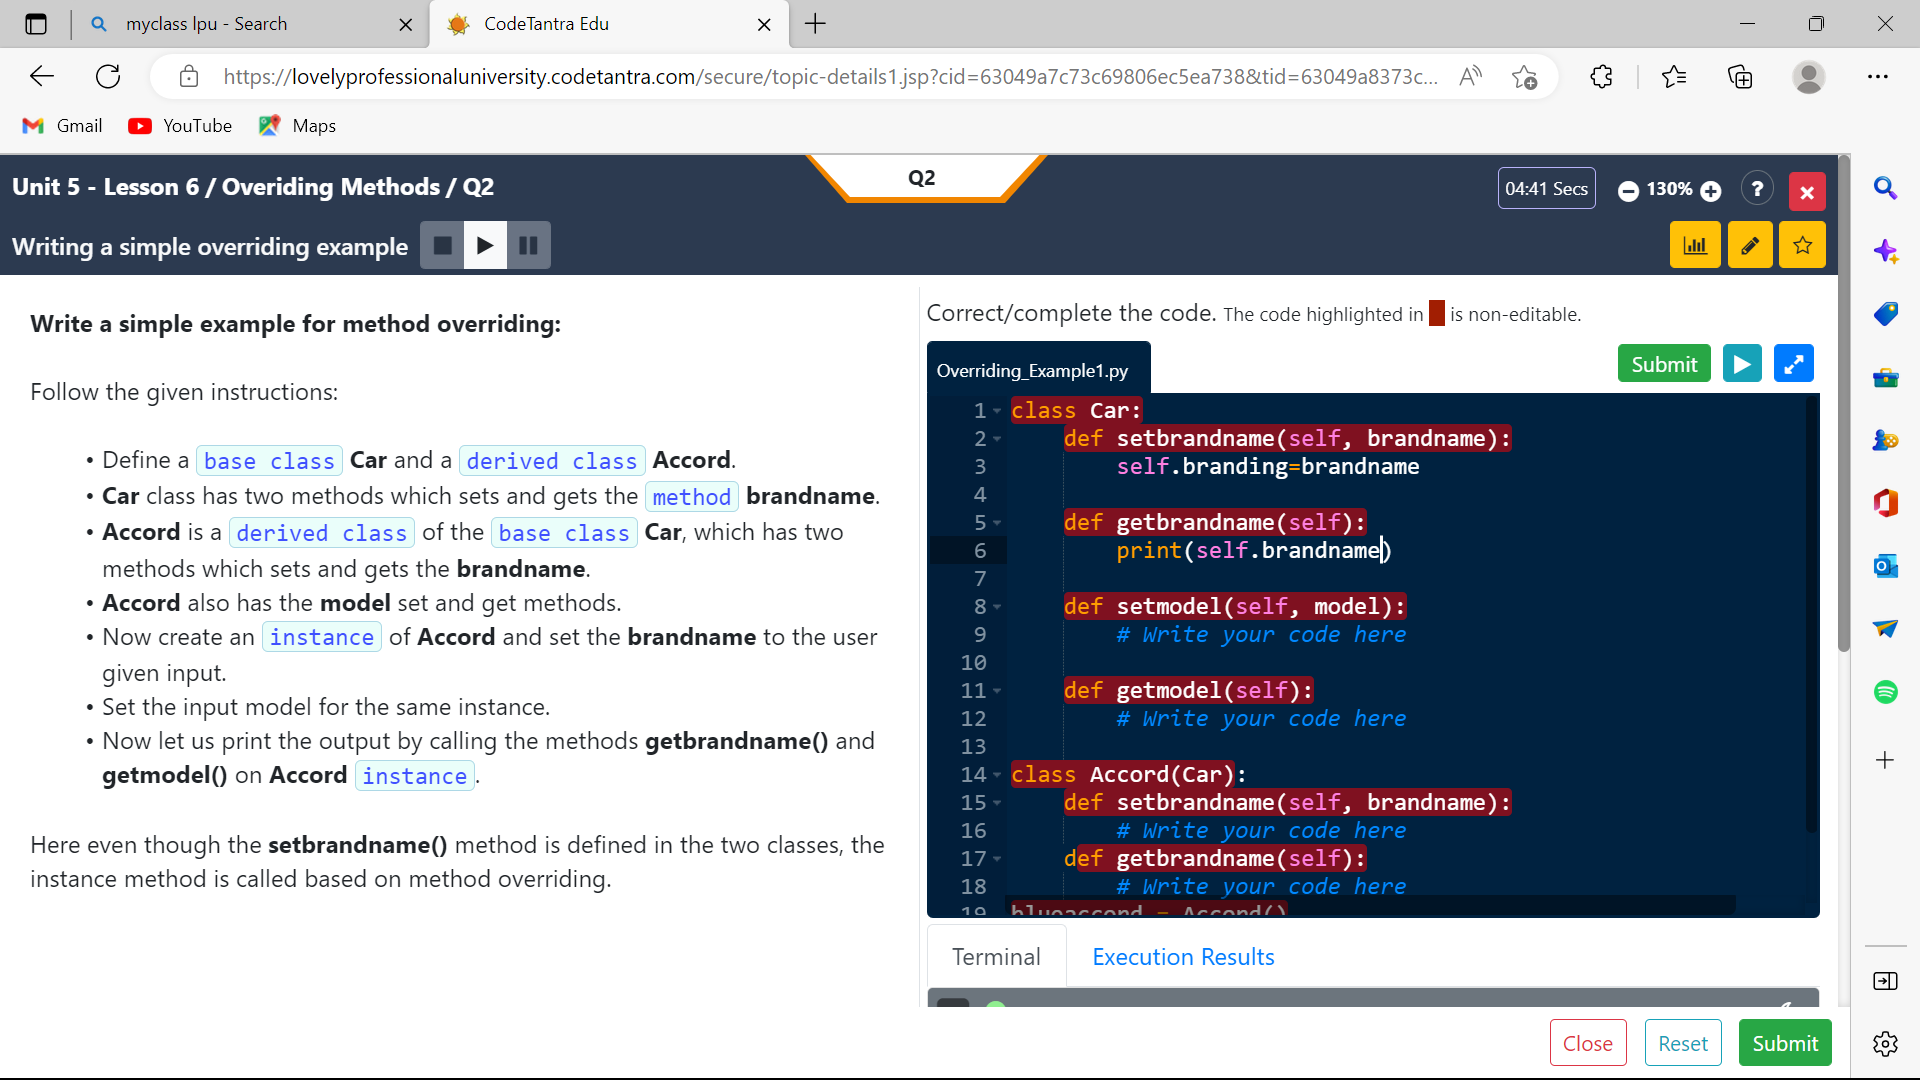 myclass lpu - Search
CodeTantra Edu
https://lovelyprofessionaluniversity.codetantra.com/secure/topic-details1.jsp?cid=63049a7c73c69806ec5ea738&tid=63049a8373c...
Gmail YouTube Maps
Unit 5 - Lesson 6 / Overiding Methods / Q2
Q2
04:41 Secs
130%
?
Writing a simple overriding example
Write a simple example for method overriding:
Follow the given instructions:
• Define a base class Car and a derived class Accord.
• Car class has two methods which sets and gets the method brandname.
• Accord is a derived class of the base class Car, which has two
methods which sets and gets the brandname.
• Accord also has the model set and get methods.
• Now create an instance of Accord and set the brandname to the user
given input.
• Set the input model for the same instance.
• Now let us print the output by calling the methods getbrandname() and
getmodel() on Accord instance.
Here even though the setbrandname() method is defined in the two classes, the
instance method is called based on method overriding.
Correct/complete the code. The code highlighted in is non-editable.
Overriding_Example1.py
Submit
1 class Car:
2 def setbrandname(self, brandname):
3 self.branding=brandname
4
5 def getbrandname(self):
6 print(self.brandname)
7
8 def setmodel(self, model):
9 # Write your code here
10
11 def getmodel(self):
12 # Write your code here
13
14 class Accord(Car):
15 def setbrandname(self, brandname):
16 # Write your code here
17 def getbrandname(self):
18 # Write your code here
19 blueaccord = Accord()
Terminal
Execution Results
Close
Reset
Submit